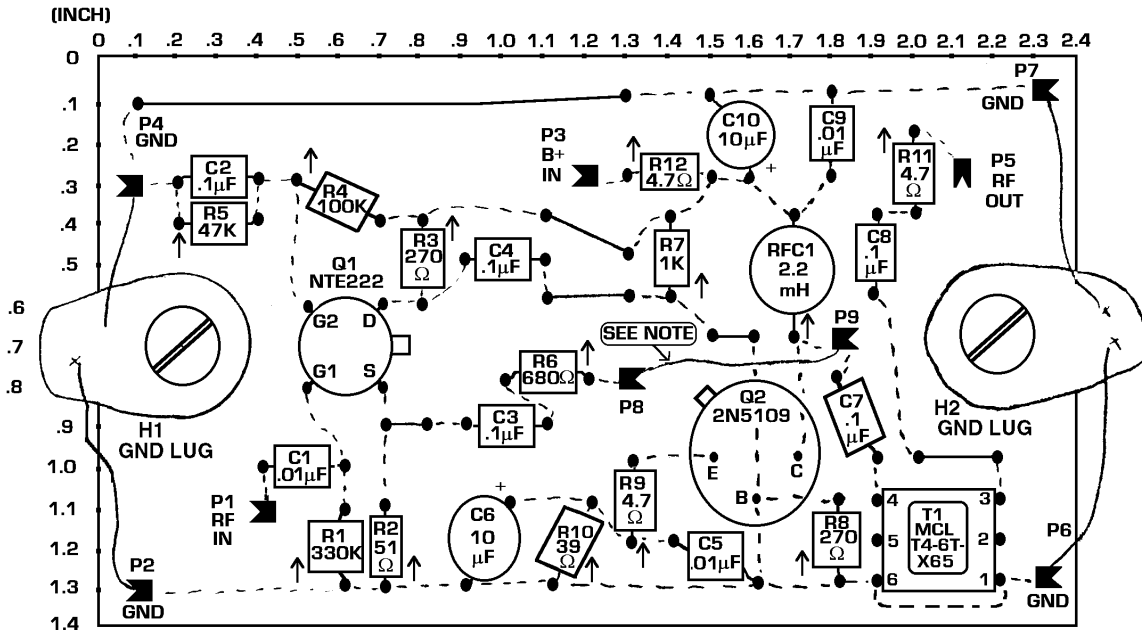 (INCH)
0 .1 .2 .3 .4 .5 .6 .7 .8 .9 1.0 1.1 1.2 1.3 1.4 1.5 1.6 1.7 1.8 1.9 2.0 2.1 2.2 2.3 2.4
0
.1
.2
.3
.4
.5
.6
.7
.8
.9
1.0
1.1
1.2
1.3
1.4
P4
GND
C2
.1µF
R5
47K
R4
100K
R3
270
Ω
C4
.1µF
Q1
NTE222
G2 D
G1 S
P3
B+
IN
R12
4.7Ω
C10
10µF
+
C9
.01
µF
R11
4.7
Ω
P7
GND
P5
RF
OUT
R7
1K
RFC1
2.2
mH
C8
.1
µF
SEE NOTE
P9
H1
GND LUG
R6
680Ω
P8
C3
.1µF
Q2
2N5109
E
C
B
C7
.1
µF
H2
GND LUG
C1
.01µF
P1
RF
IN
R1
330K
R2
51
Ω
+
C6
10
µF
R10
39
Ω
R9
4.7
Ω
C5
.01µF
R8
270
Ω
4 3
5 2
6 1
T1
MCL
T4-6T-
X65
P6
GND
P2
GND